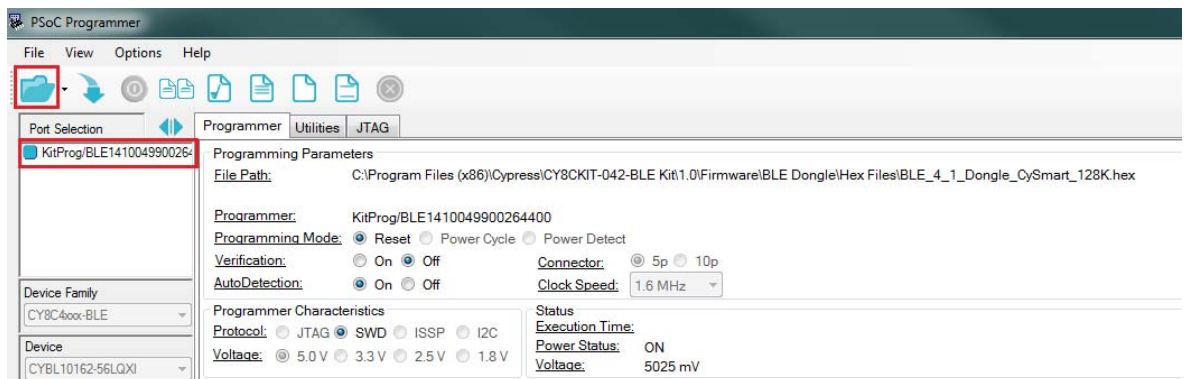 PSoC Programmer
File View Options Help
Port Selection
KitProg/BLE1410049900264
Programmer Utilities JTAG
Programming Parameters
File Path: C:\Program Files (x86)\Cypress\CY8CKIT-042-BLE Kit\1.0\Firmware\BLE Dongle\Hex Files\BLE_4_1_Dongle_CySmart_128K.hex
Programmer: KitProg/BLE1410049900264400
Programming Mode: Reset Power Cycle Power Detect
Verification: On Off Connector: 5p 10p
AutoDetection: On Off Clock Speed: 1.6 MHz
Device Family
CY8C4xxx-BLE
Device
CYBL10162-56LQXI
Programmer Characteristics
Protocol: JTAG SWD ISSP I2C
Voltage: 5.0 V 3.3 V 2.5 V 1.8 V
Status
Execution Time:
Power Status: ON
Voltage: 5025 mV